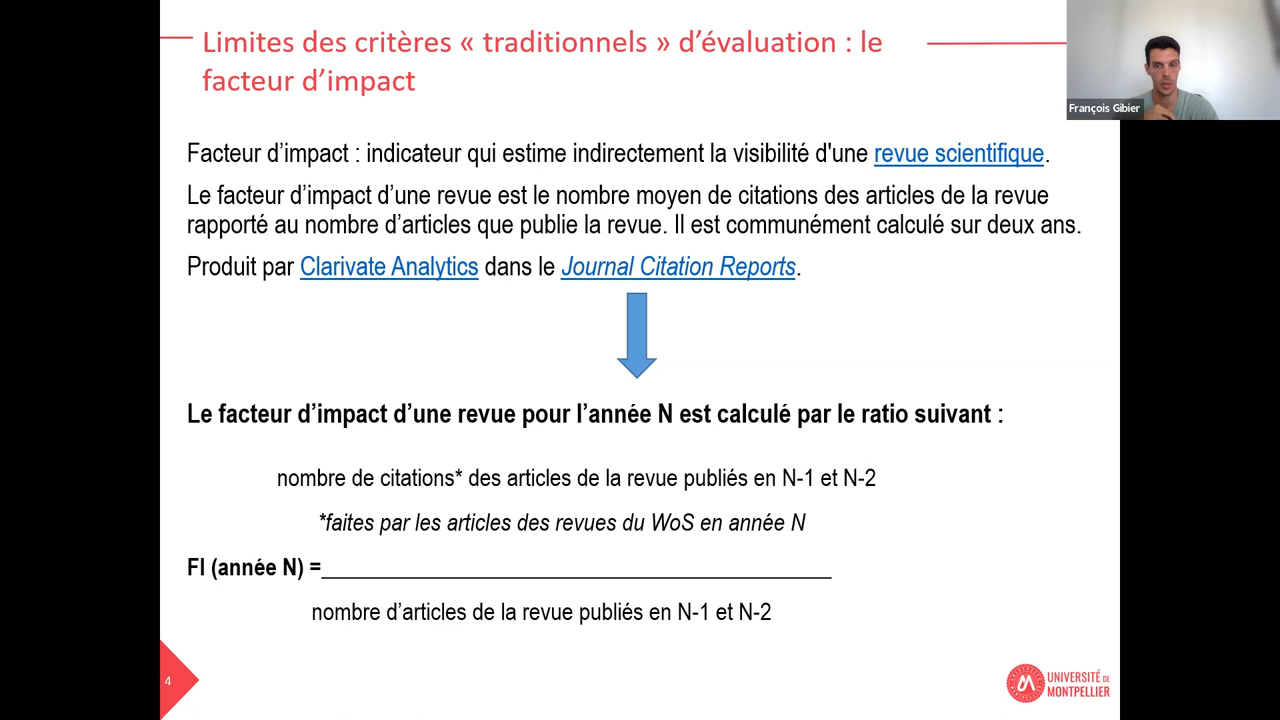 Limites des critères « traditionnels » d’évaluation : le
facteur d’impact
François Gibier
Facteur d’impact : indicateur qui estime indirectement la visibilité d'une revue scientifique.
Le facteur d’impact d’une revue est le nombre moyen de citations des articles de la revue
rapporté au nombre d’articles que publie la revue. Il est communément calculé sur deux ans.
Produit par Clarivate Analytics dans le Journal Citation Reports.
Le facteur d’impact d’une revue pour l’année N est calculé par le ratio suivant :
nombre de citations* des articles de la revue publiés en N-1 et N-2
*faites par les articles des revues du WoS en année N
FI (année N) =
nombre d’articles de la revue publiés en N-1 et N-2
4
UNIVERSITÉ DE
MONTPELLIER